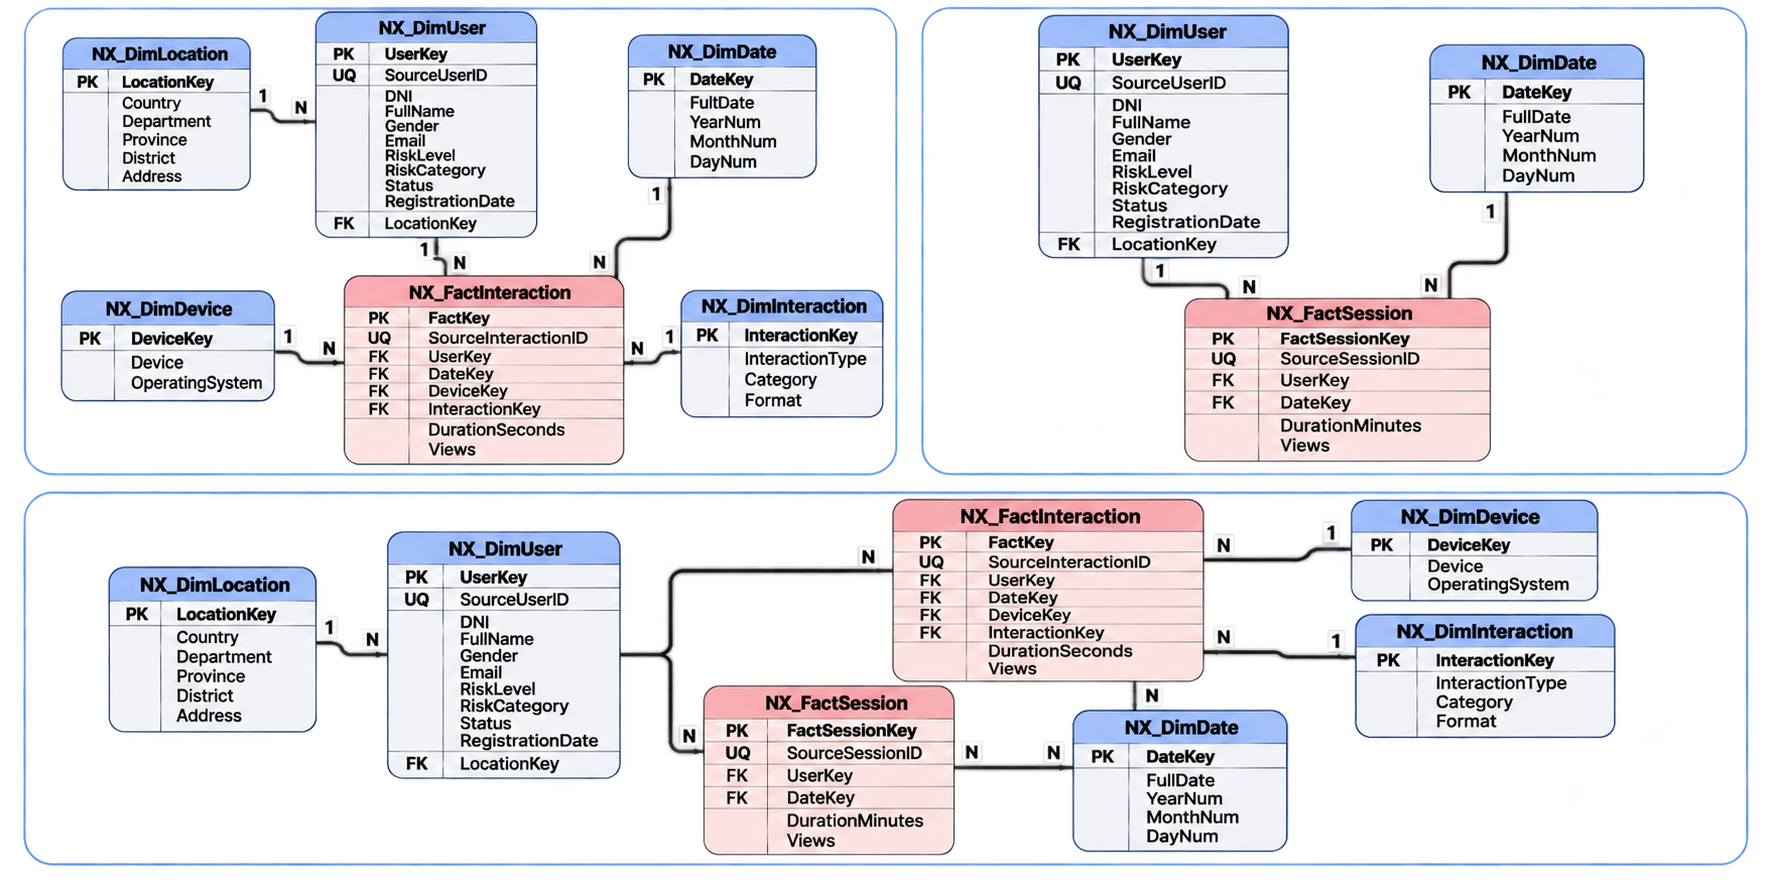 NX_DimLocation
PK LocationKey
Country
Department
Province
District
Address
1
N
NX_DimUser
PK UserKey
UQ SourceUserID
DNI
FullName
Gender
Email
RiskLevel
RiskCategory
Status
RegistrationDate
FK LocationKey
NX_DimDate
PK DateKey
FultDate
YearNum
MonthNum
DayNum
1
N
1
N
NX_DimDevice
PK DeviceKey
Device
OperatingSystem
1
N
NX_FactInteraction
PK FactKey
UQ SourceInteractionID
FK UserKey
FK DateKey
FK DeviceKey
FK InteractionKey
DurationSeconds
Views
N
1
NX_DimInteraction
PK InteractionKey
InteractionType
Category
Format
NX_DimUser
PK UserKey
UQ SourceUserID
DNI
FullName
Gender
Email
RiskLevel
RiskCategory
Status
RegistrationDate
FK LocationKey
NX_DimDate
PK DateKey
FullDate
YearNum
MonthNum
DayNum
1
N
1
N
NX_FactSession
PK FactSessionKey
UQ SourceSessionID
FK UserKey
FK DateKey
DurationMinutes
Views
NX_DimLocation
PK LocationKey
Country
Department
Province
District
Address
1
N
NX_DimUser
PK UserKey
UQ SourceUserID
DNI
FullName
Gender
Email
RiskLevel
RiskCategory
Status
RegistrationDate
FK LocationKey
N
N
NX_FactInteraction
PK FactKey
UQ SourceInteractionID
FK UserKey
FK DateKey
FK DeviceKey
FK InteractionKey
DurationSeconds
Views
N
1
NX_DimDevice
PK DeviceKey
Device
OperatingSystem
N
1
NX_DimInteraction
PK InteractionKey
InteractionType
Category
Format
NX_FactSession
PK FactSessionKey
UQ SourceSessionID
FK UserKey
FK DateKey
DurationMinutes
Views
N
N
N
NX_DimDate
PK DateKey
FullDate
YearNum
MonthNum
DayNum